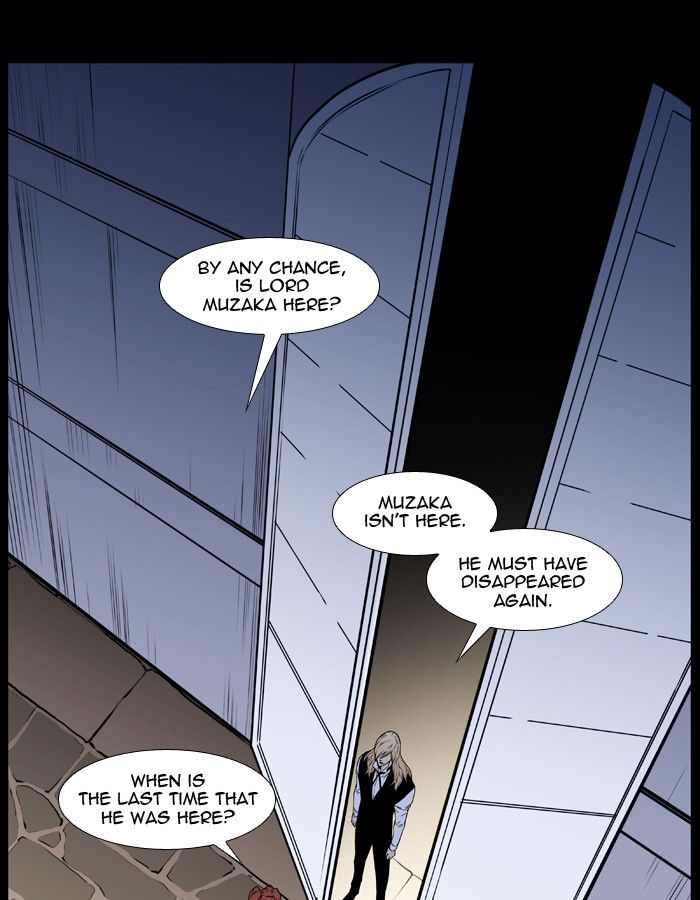 BY ANY CHANCE,
IS LORD
MUZAKA HERE?
MUZAKA
ISN'T HERE.
HE MUST HAVE
DISAPPEARED
AGAIN.
WHEN IS
THE LAST TIME THAT
HE WAS HERE?